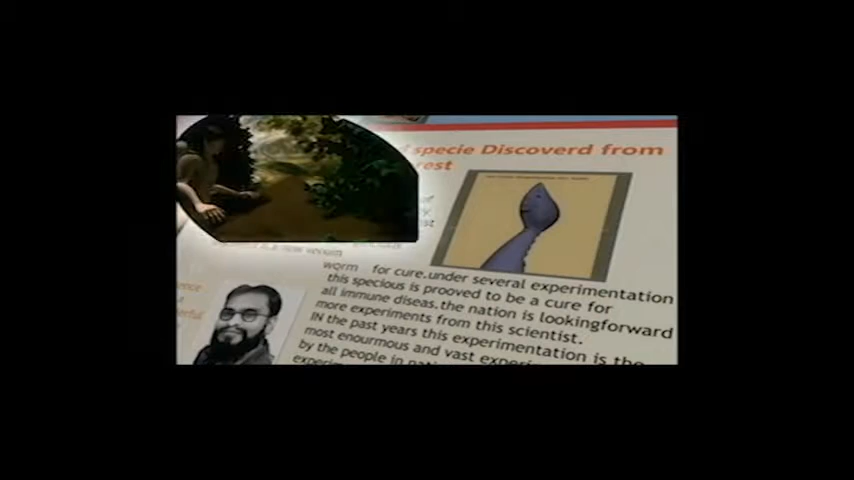 specie Discoverd from
rest
of
worm for cure.under several experimentation
this specious is prooved to be a cure for
all immune diseas.the nation is lookingforward
more experiments from this scientist.
IN the past years this experimentation is the
most enourmous and vast
by the people in